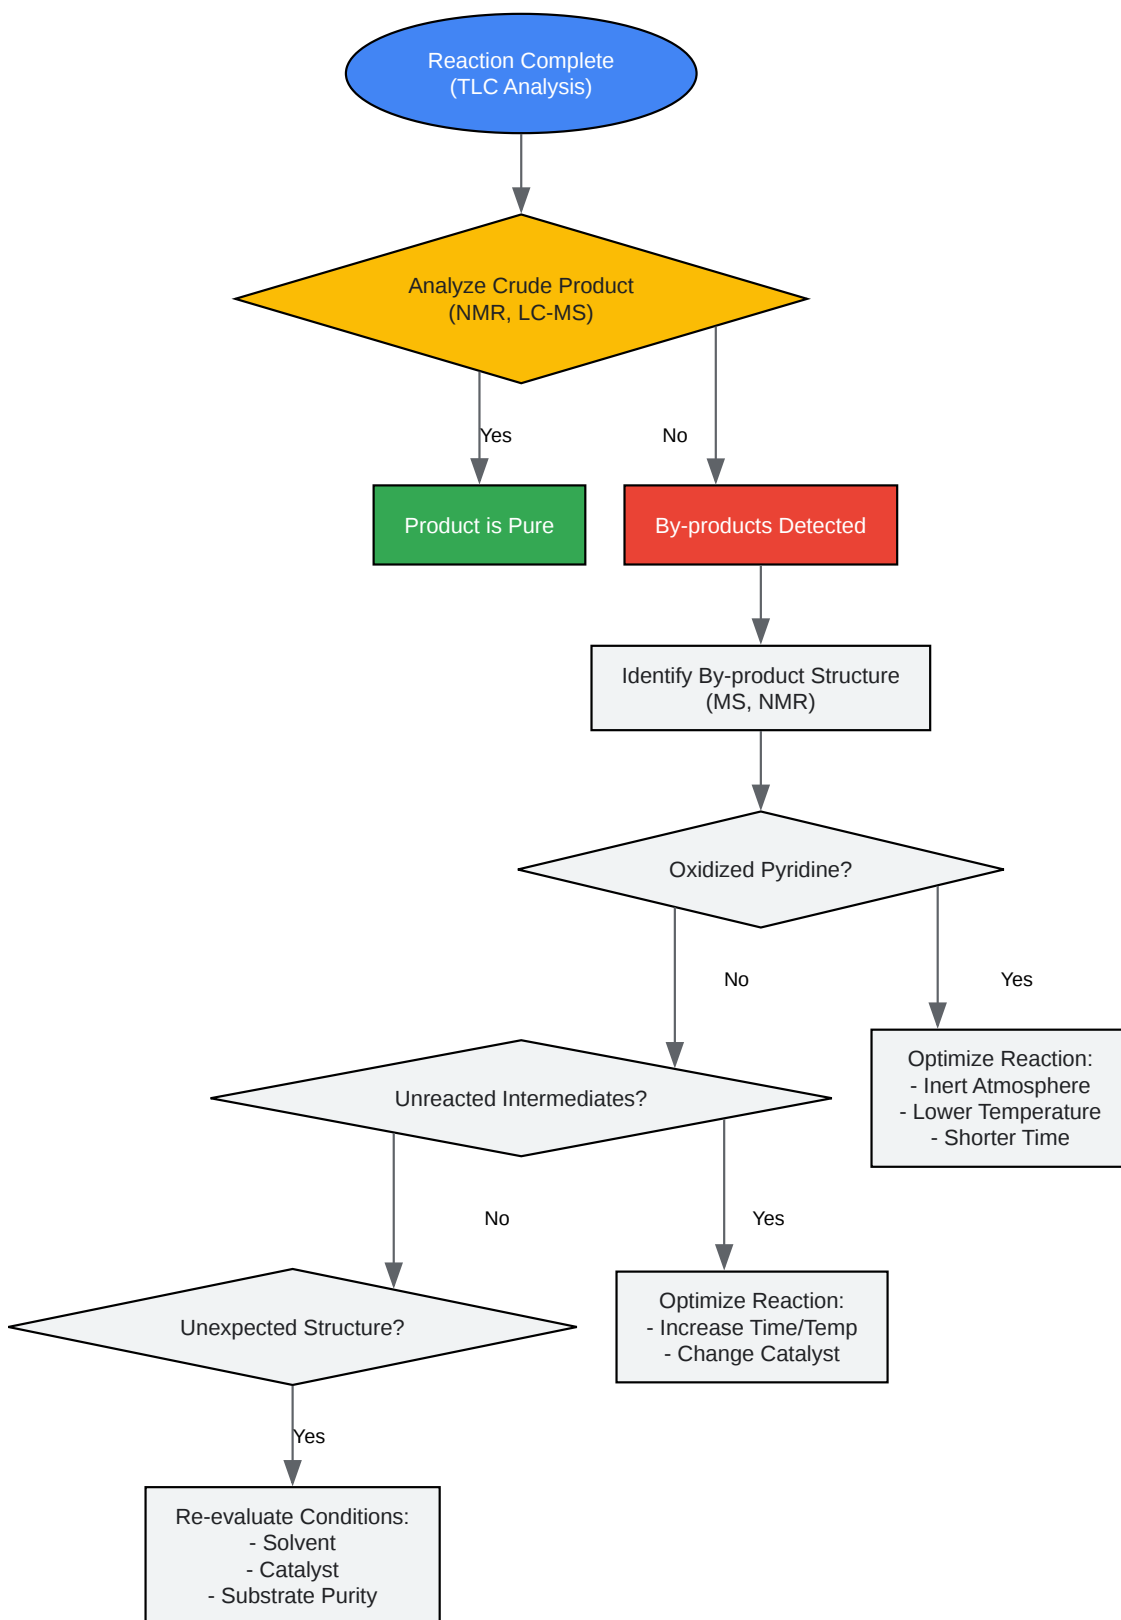 Reaction Complete
(TLC Analysis)
Analyze Crude Product
(NMR, LC-MS)
Yes
No
Product is Pure
By-products Detected
Identify By-product Structure
(MS, NMR)
Oxidized Pyridine?
No
Yes
Optimize Reaction:
- Inert Atmosphere
- Lower Temperature
- Shorter Time
Unreacted Intermediates?
No
Yes
Optimize Reaction:
- Increase Time/Temp
- Change Catalyst
Unexpected Structure?
Yes
Re-evaluate Conditions:
- Solvent
- Catalyst
- Substrate Purity